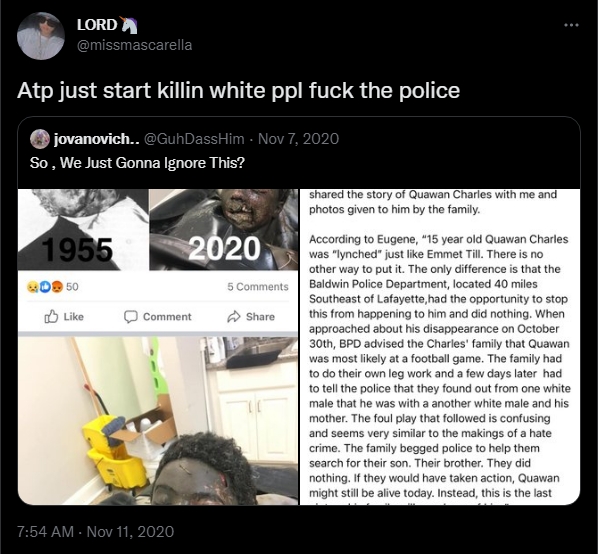 LORD🦄
@missmascarella
Atp just start killin white ppl fuck the police
jovanovich.. @GuhDassHim · Nov 7, 2020
So , We Just Gonna Ignore This?
1955
2020
50
5 Comments
Like
Comment
Share
shared the story of Quawan Charles with me and
photos given to him by the family.
According to Eugene, “15 year old Quawan Charles
was “lynched” just like Emmet Till. There is no
other way to put it. The only difference is that the
Baldwin Police Department, located 40 miles
Southeast of Lafayette,had the opportunity to stop
this from happening to him and did nothing. When
approached about his disappearance on October
30th, BPD advised the Charles' family that Quawan
was most likely at a football game. The family had
to do their own leg work and a few days later had
to tell the police that they found out from one white
male that he was with a another white male and his
mother. The foul play that followed is confusing
and seems very similar to the makings of a hate
crime. The family begged police to help them
search for their son. Their brother. They did
nothing. If they would have taken action, Quawan
might still be alive today. Instead, this is the last
7:54 AM · Nov 11, 2020